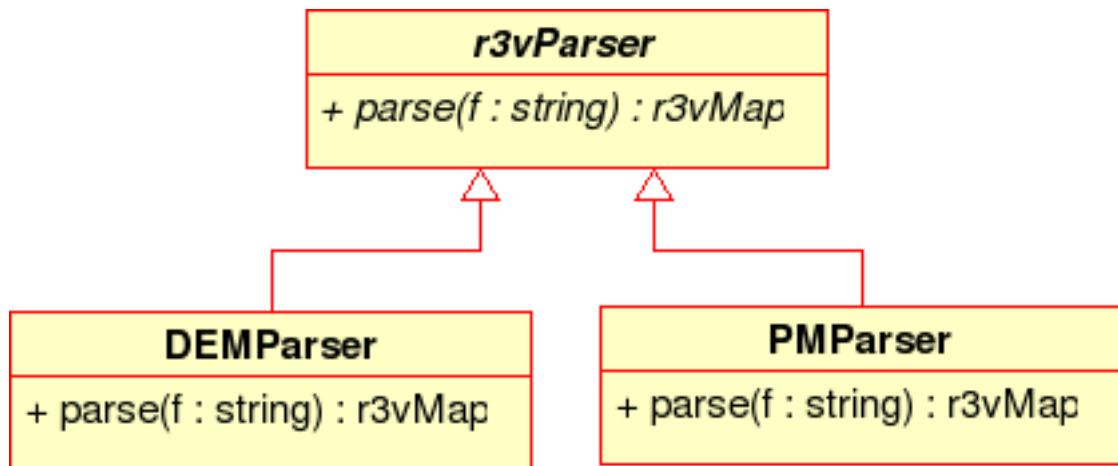 r3vParser
+ parse(f : string) : r3vMap
DEMParser
+ parse(f : string) : r3vMap
PMParser
+ parse(f : string) : r3vMap